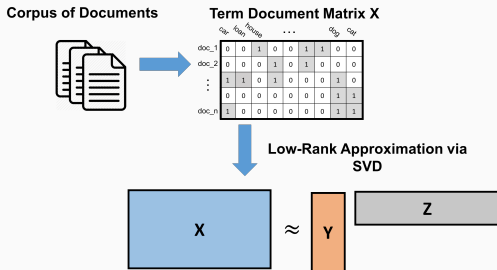 Corpus of Documents
Term Document Matrix X
car loan house ... dog cat
doc_1 0 0 1 0 0 1 1 0 0
doc_2 0 0 0 1 0 1 0 0 0
⋮ 1 1 0 1 0 0 0 1 0 0
0 0 0 0 0 0 0 1 1
doc_n 1 0 0 0 0 0 0 1 1
Low-Rank Approximation via
SVD
X ≈ Y Z